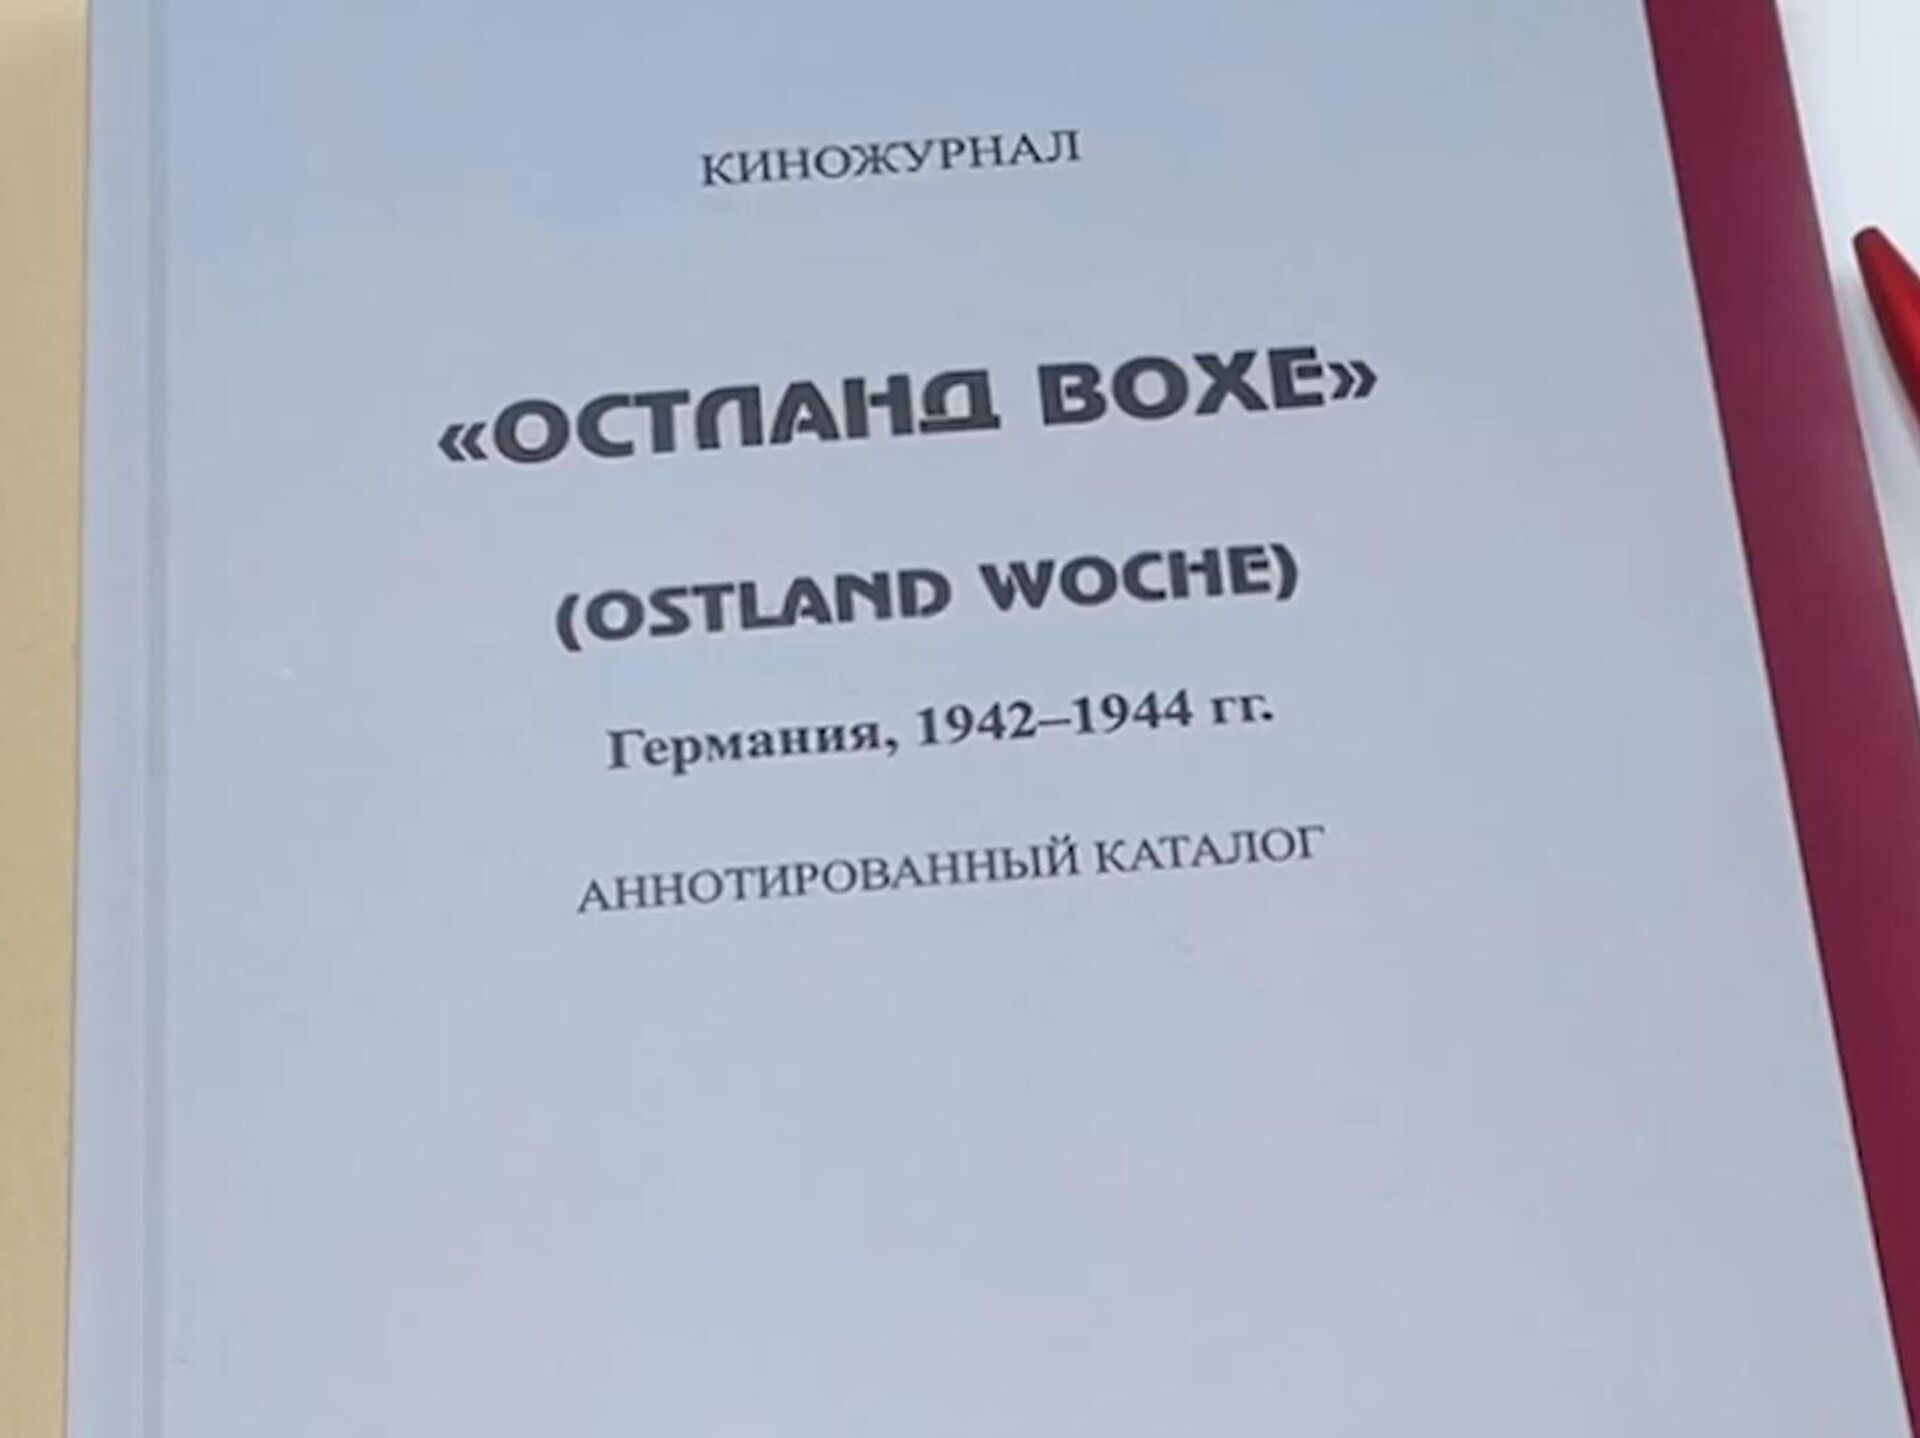 КИНОЖУРНАЛ
«ОСТЛАНД ВОХЕ»
(OSTLAND WOCHE)
Германия, 1942–1944 гг.
АННОТИРОВАННЫЙ КАТАЛОГ